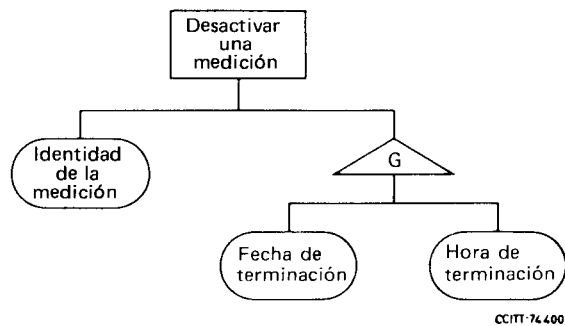 Desactivar
una
medición
Identidad
de la
medición
G
Fecha de
terminación
Hora de
terminación
CCITT-74400